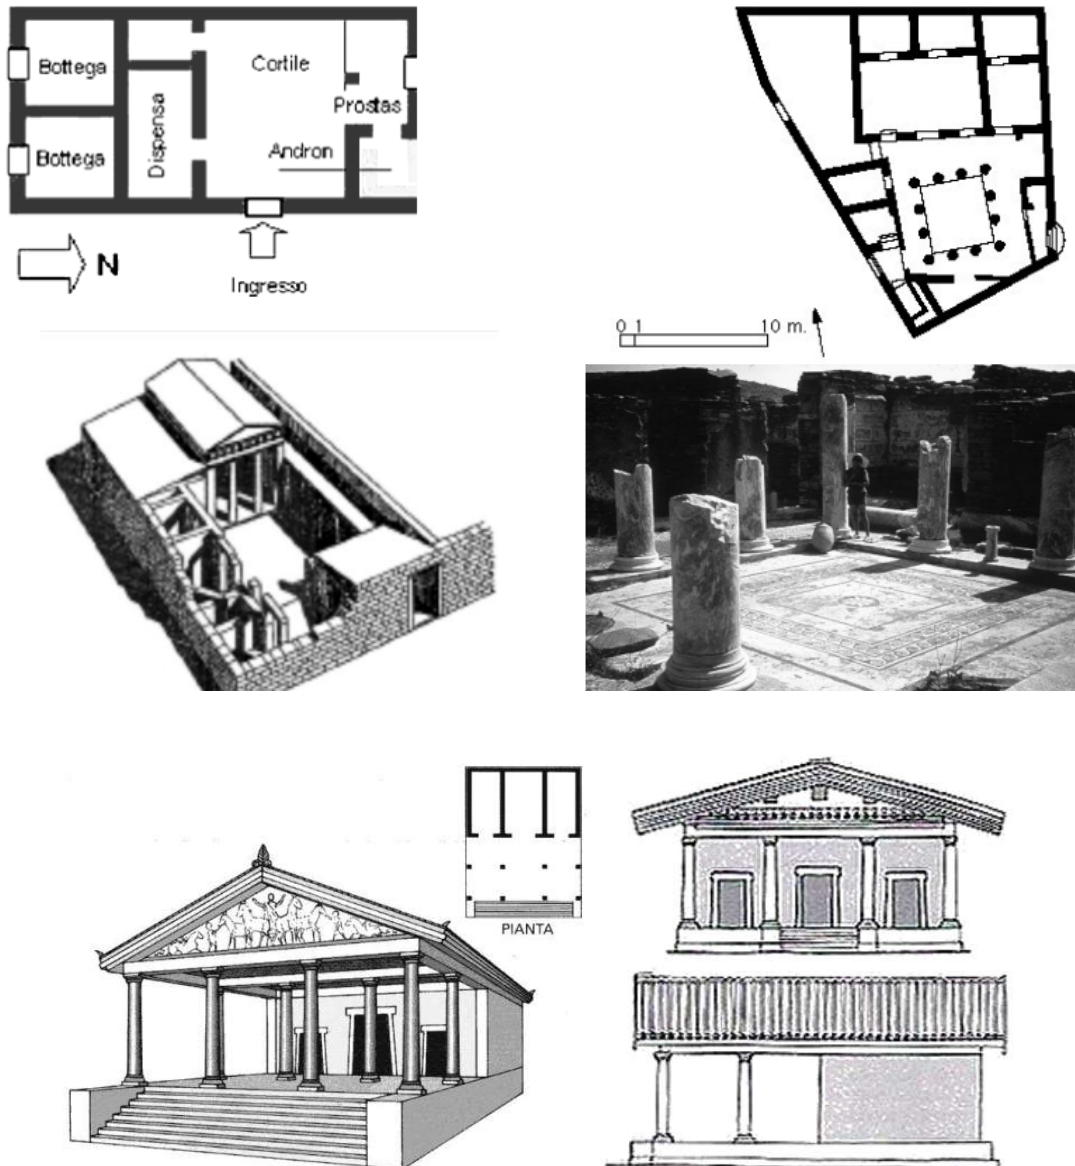 Bottega
Cortile
Prostas
Dispensa
Bottega
Andron
N
Ingresso
0 1 10 m.
PIANTA